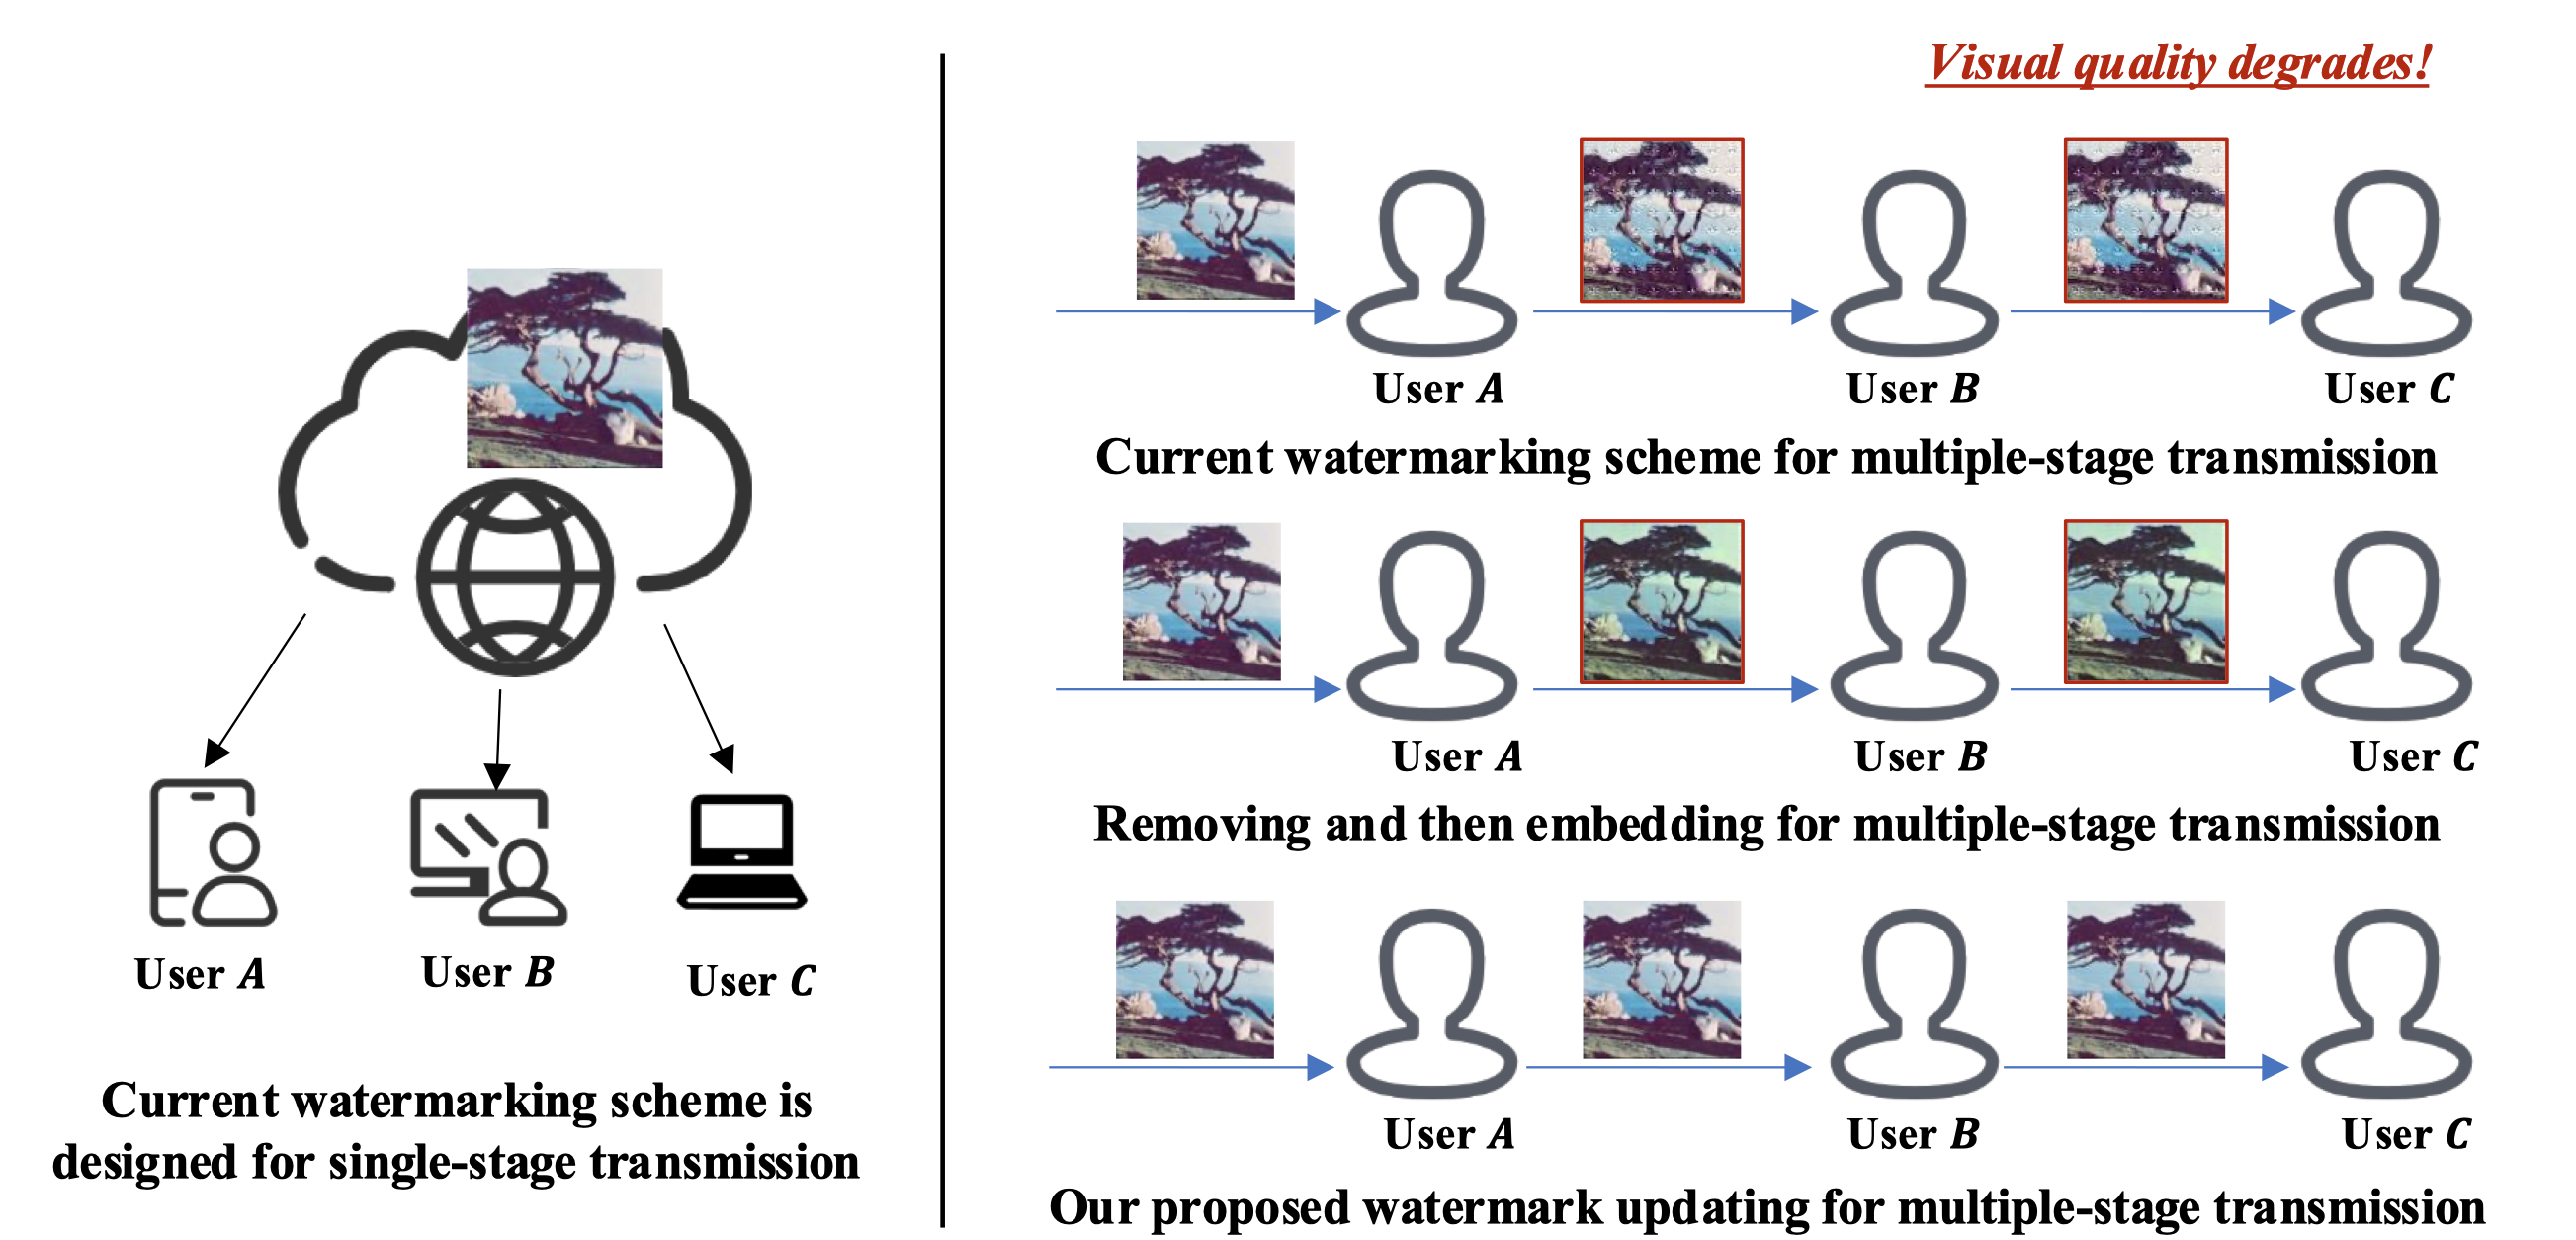 User A
User B
User C
Current watermarking scheme is
designed for single-stage transmission
Visual quality degrades!
User A
User B
User C
Current watermarking scheme for multiple-stage transmission
User A
User B
User C
Removing and then embedding for multiple-stage transmission
User A
User B
User C
Our proposed watermark updating for multiple-stage transmission